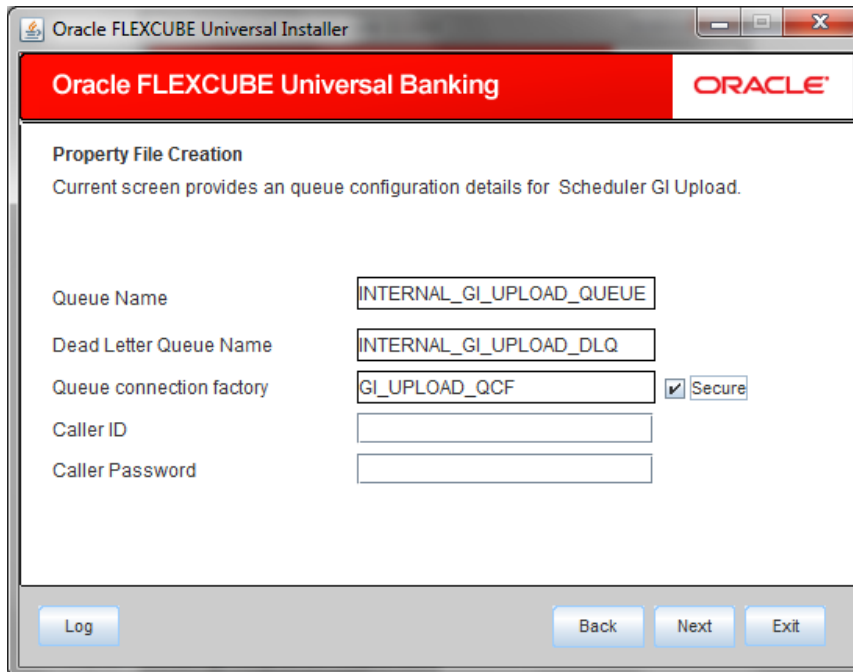 Oracle FLEXCUBE Universal Installer
Oracle FLEXCUBE Universal Banking
ORACLE®
Property File Creation
Current screen provides an queue configuration details for Scheduler GI Upload.
Queue Name INTERNAL_GI_UPLOAD_QUEUE
Dead Letter Queue Name INTERNAL_GI_UPLOAD_DLQ
Queue connection factory GI_UPLOAD_QCF Secure
Caller ID
Caller Password
Log Back Next Exit